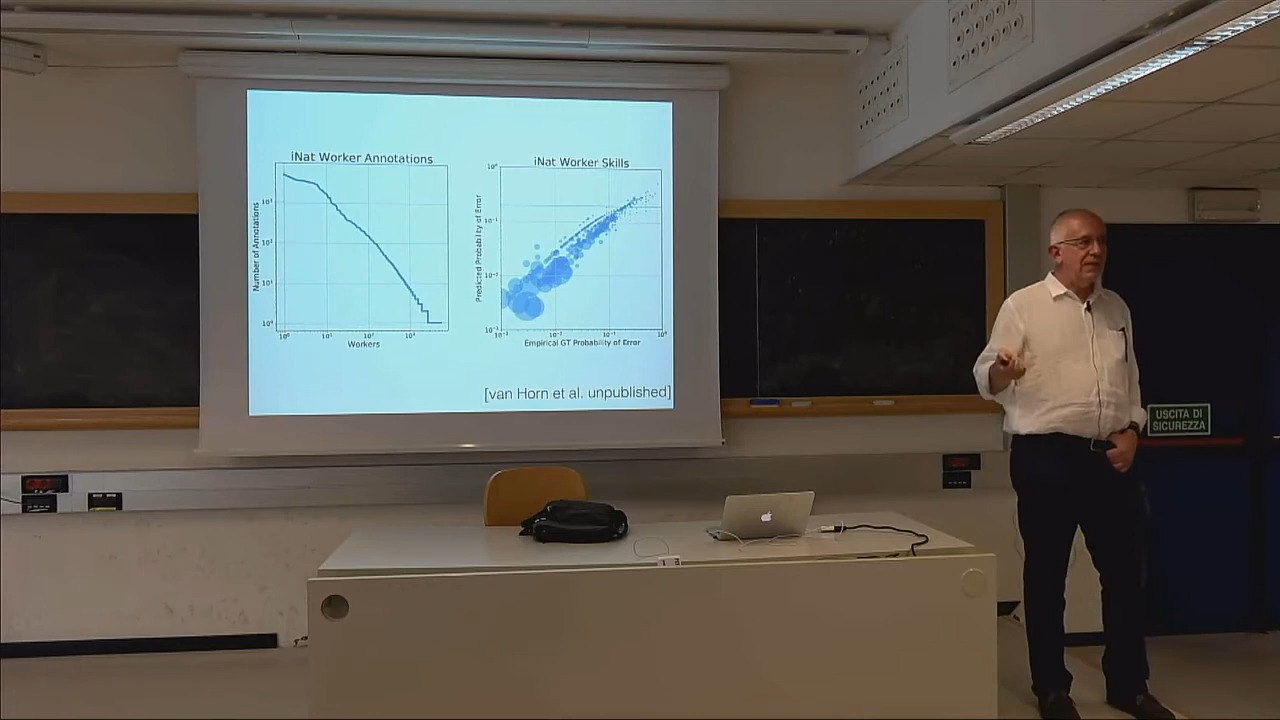 iNat Worker Annotations
Number of Annotations
Workers
iNat Worker Skills
Predicted Probability of Error
Empirical GT Probability of Error
[van Horn et al. unpublished]
USCITA DI
SICUREZZA